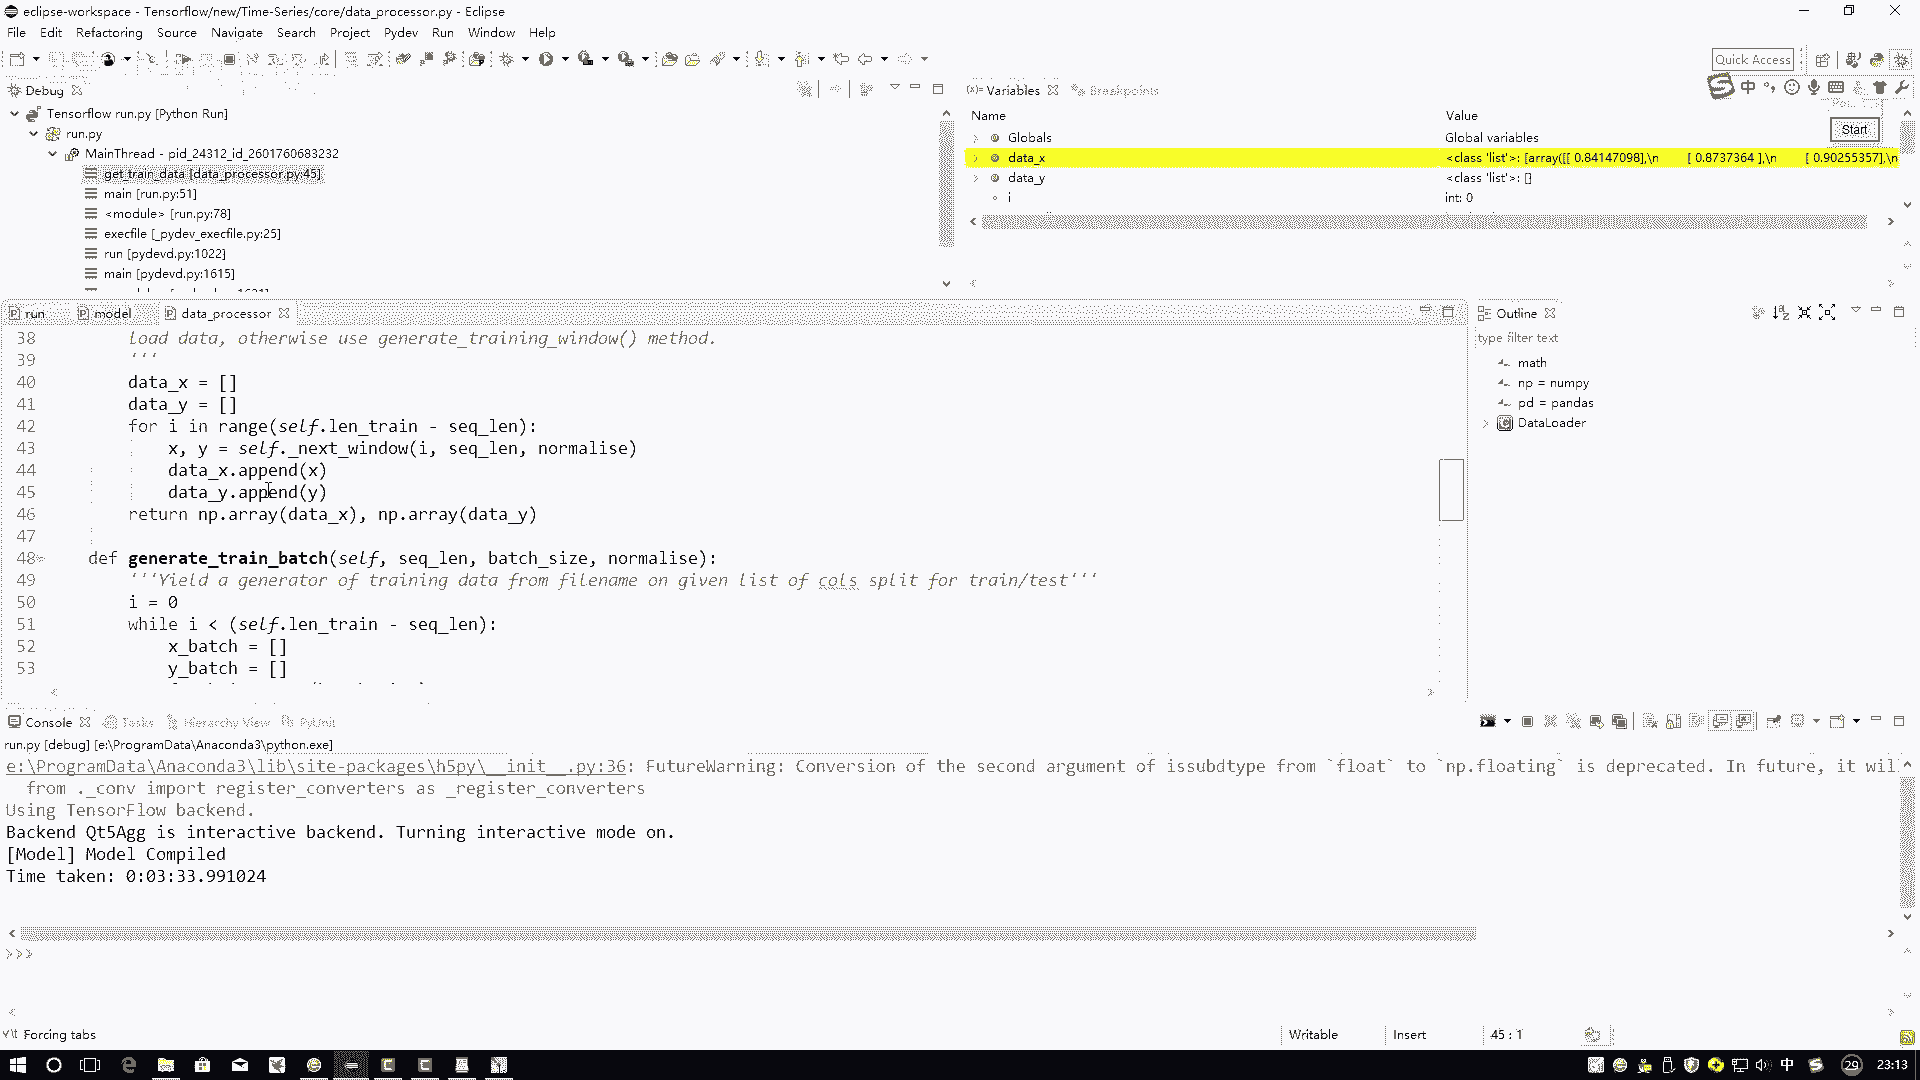 eclipse-workspace - Tensorflow/new/Time-Series/core/data_processor.py - Eclipse
File Edit Refactoring Source Navigate Search Project Pydev Run Window Help
Quick Access
Debug
Tensorflow run.py [Python Run]
run.py
MainThread - pid_24312_id_2601760683232
get_train_data [data_processor.py:45]
main [run.py:51]
<module> [run.py:78]
execfile [_pydev_execfile.py:25]
run [pydevd.py:1022]
main [pydevd.py:1615]
(x)= Variables Breakpoints
中
Name Value
Start
Globals Global variables
data_x <class 'list'>: [array([[ 0.84147098],\n [ 0.8737364 ],\n [ 0.90255357],\n
data_y <class 'list'>: []
i int: 0
run model data_processor
38 load data, otherwise use generate_training_window() method.
39 '''
40 data_x = []
41 data_y = []
42 for i in range(self.len_train - seq_len):
43 x, y = self._next_window(i, seq_len, normalise)
44 data_x.append(x)
45 data_y.append(y)
46 return np.array(data_x), np.array(data_y)
47
48 def generate_train_batch(self, seq_len, batch_size, normalise):
49 '''Yield a generator of training data from filename on given list of cols split for train/test'''
50 i = 0
51 while i < (self.len_train - seq_len):
52 x_batch = []
53 y_batch = []
Outline
type filter text
math
np = numpy
pd = pandas
DataLoader
Console Tasks Hierarchy View PyUnit
run.py [debug] [e:\ProgramData\Anaconda3\python.exe]
e:\ProgramData\Anaconda3\lib\site-packages\h5py\__init__.py:36: FutureWarning: Conversion of the second argument of issubdtype from `float` to `np.floating` is deprecated. In future, it wil
from ._conv import register_converters as _register_converters
Using TensorFlow backend.
Backend Qt5Agg is interactive backend. Turning interactive mode on.
[Model] Model Compiled
Time taken: 0:03:33.991024
>>>
Forcing tabs Writable Insert 45 : 1
中 29 23:13